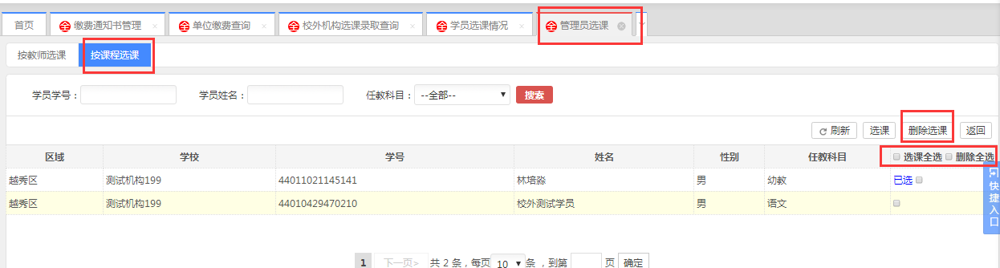 首页 全 缴费通知书管理 × 全 单位缴费查询 × 全 校外机构选课录取查询 × 全 学员选课情况 × 全 管理员选课
按教师选课 按课程选课
学员学号： 学员姓名： 任教科目： --全部-- 搜索
刷新 选课 删除选课 返回
区域 学校 学号 姓名 性别 任教科目 选课全选 删除全选
越秀区 测试机构199 44011021145141 林培淼 男 幼教 已选
越秀区 测试机构199 44010429470210 校外测试学员 男 语文
快捷入口
1 下一页> 共 2 条，每页 10 条 ，到第 页 确定